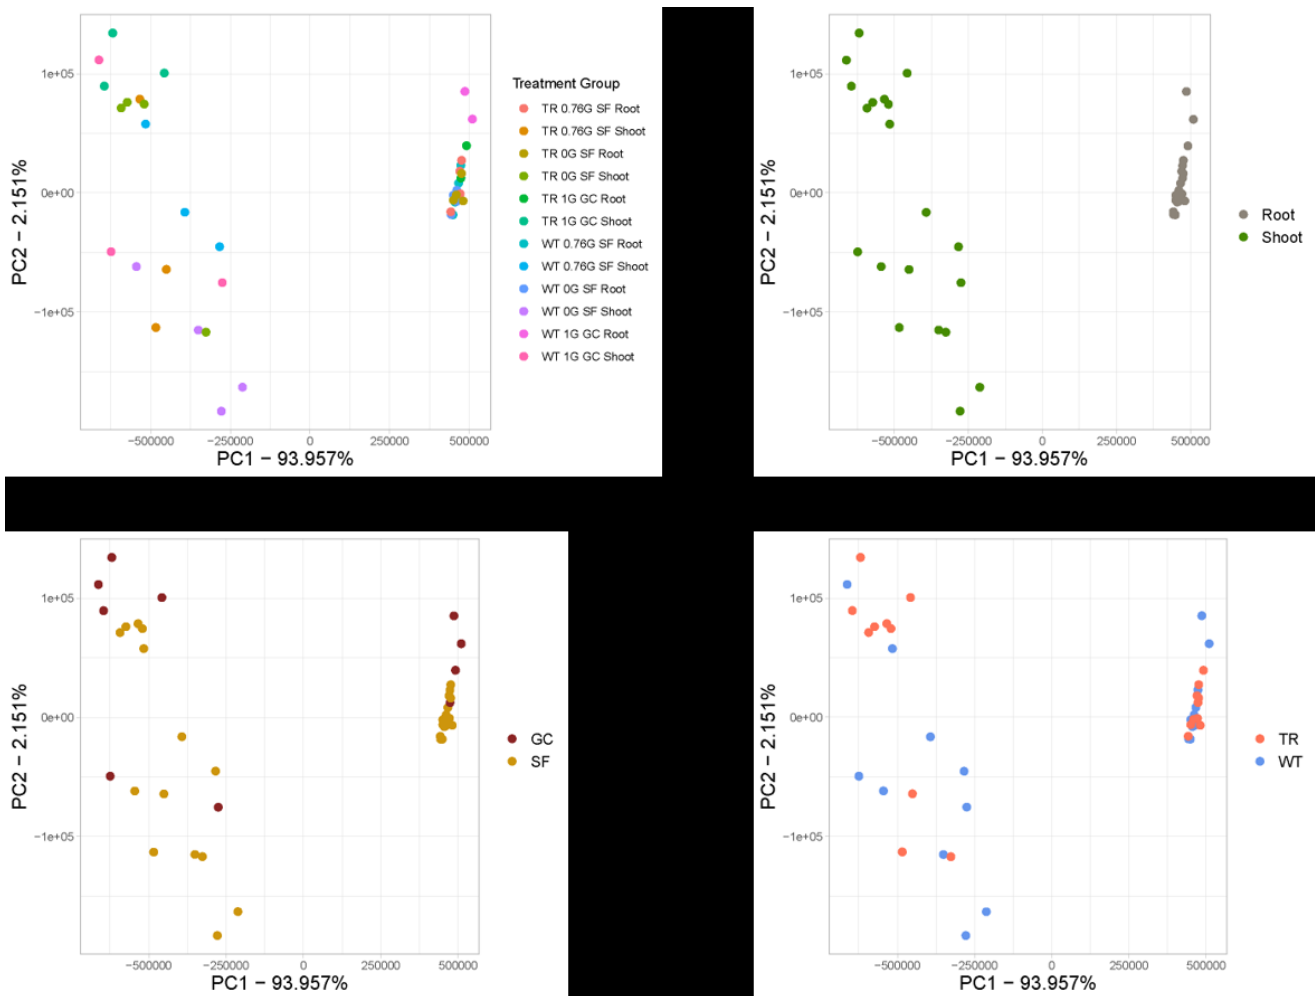 1e+05
0e+00
−1e+05
PC2 − 2.151%
−500000 −250000 0 250000 500000
PC1 − 93.957%
Treatment Group
TR 0.76G SF Root
TR 0.76G SF Shoot
TR 0G SF Root
TR 0G SF Shoot
TR 1G GC Root
TR 1G GC Shoot
WT 0.76G SF Root
WT 0.76G SF Shoot
WT 0G SF Root
WT 0G SF Shoot
WT 1G GC Root
WT 1G GC Shoot
1e+05
0e+00
−1e+05
PC2 − 2.151%
−500000 −250000 0 250000 500000
PC1 − 93.957%
Root
Shoot
1e+05
0e+00
−1e+05
PC2 − 2.151%
−500000 −250000 0 250000 500000
PC1 − 93.957%
GC
SF
1e+05
0e+00
−1e+05
PC2 − 2.151%
−500000 −250000 0 250000 500000
PC1 − 93.957%
TR
WT